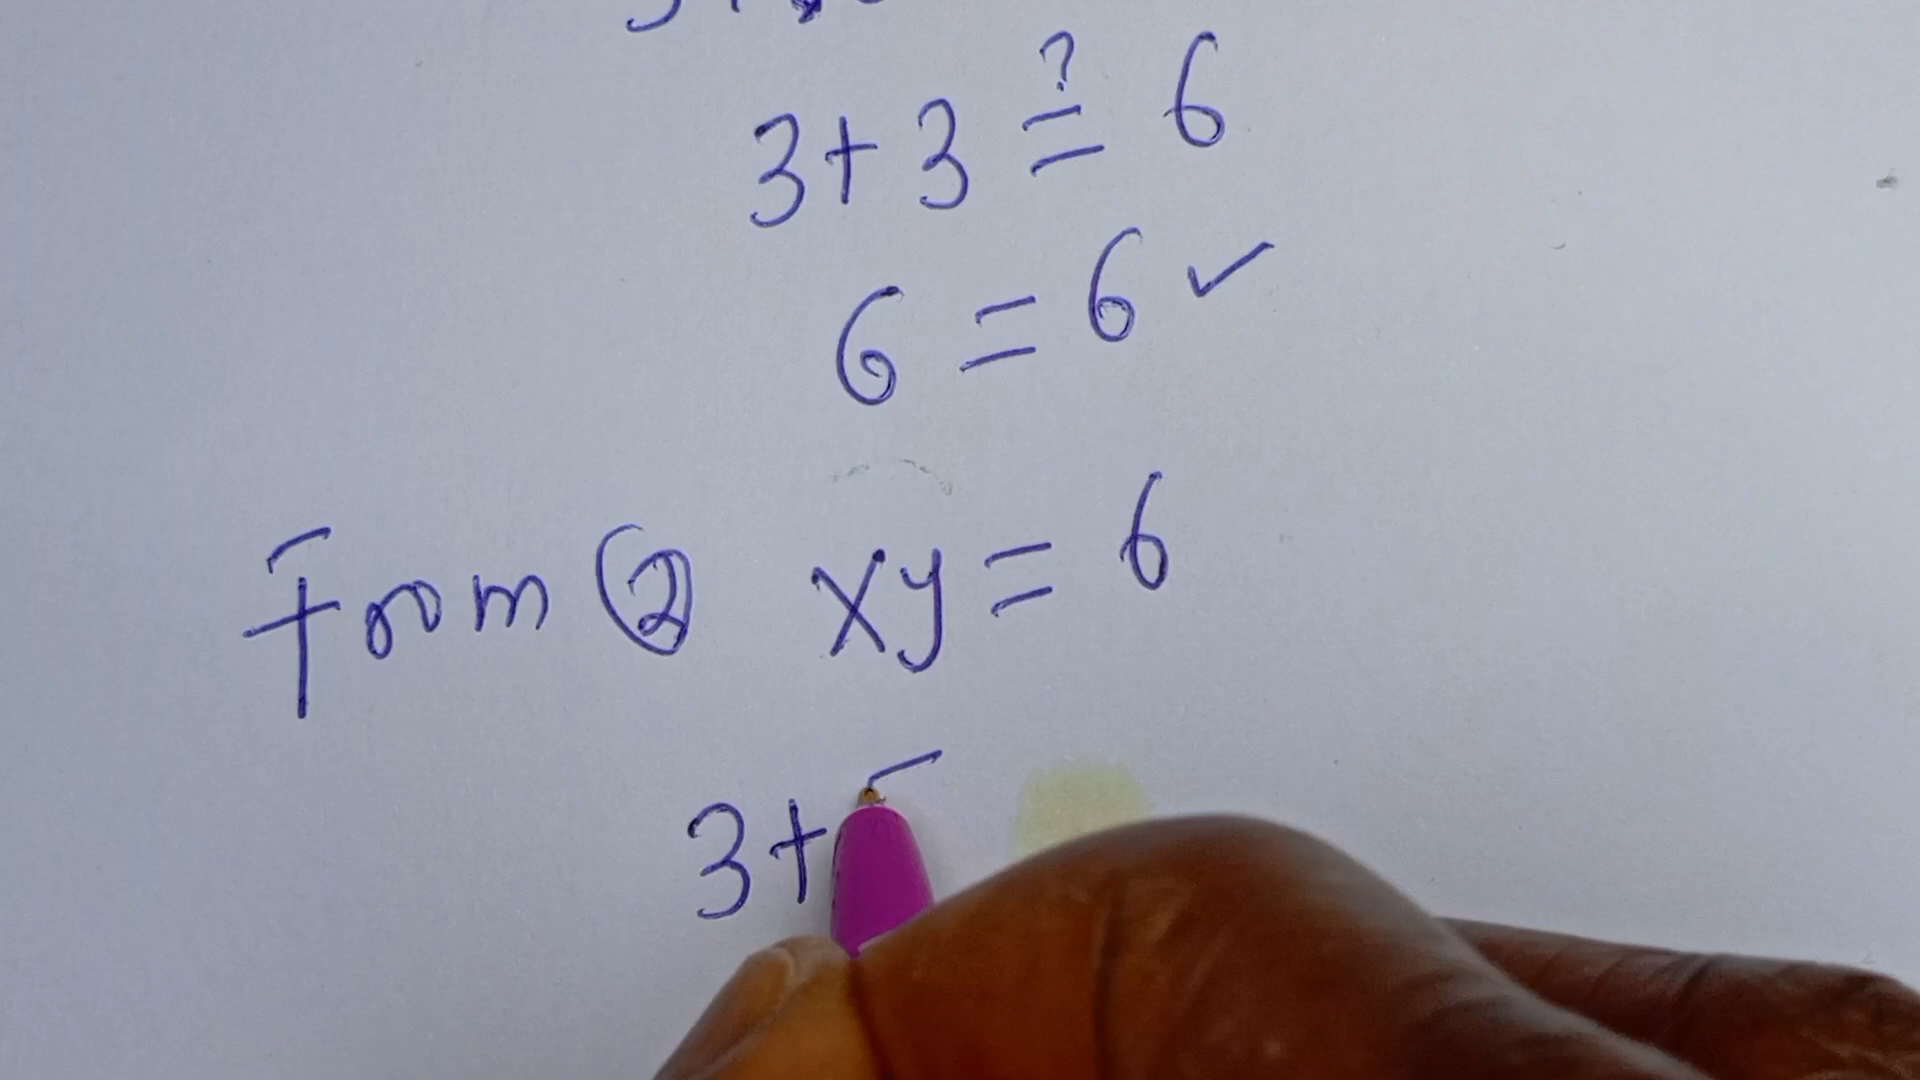 3+3 ≟ 6
6 = 6 ✓
From ② xy = 6
3+